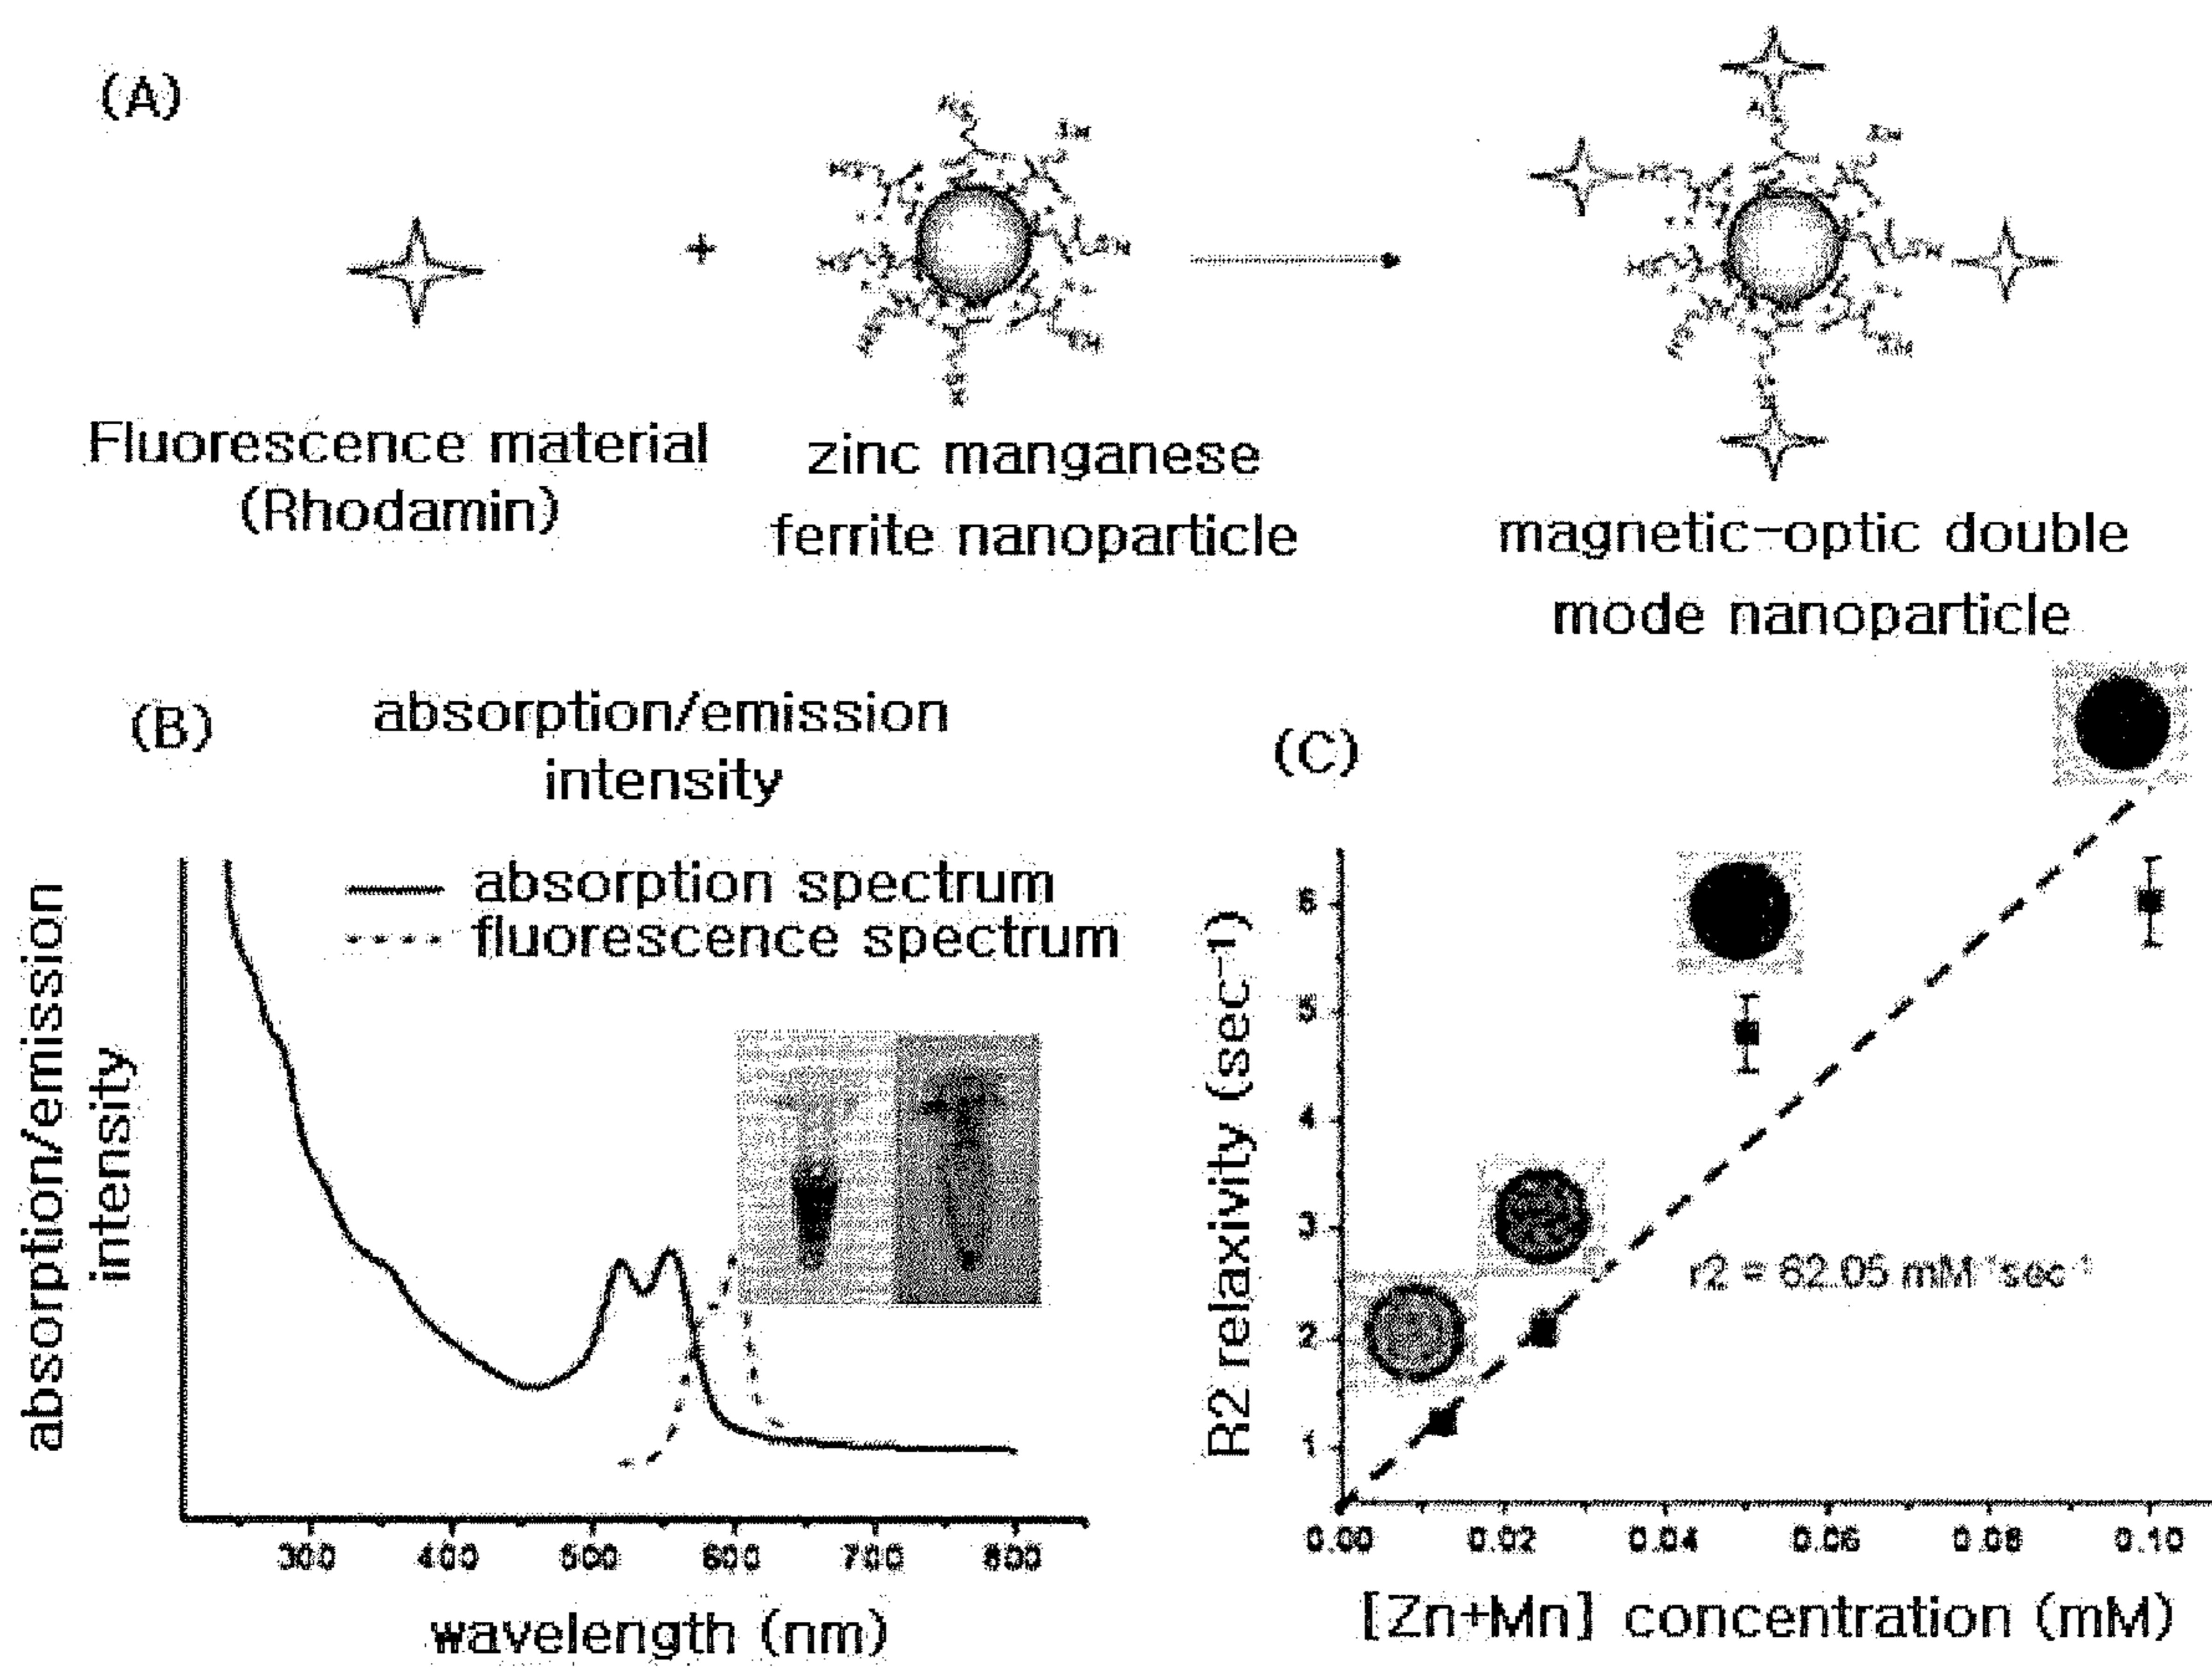 (A)
Fluorescence material
(Rhodamin)
+
zinc manganese
ferrite nanoparticle
magnetic-optic double
mode nanoparticle
(B)
absorption/emission
intensity
absorption spectrum
fluorescence spectrum
absorption/emission
intensity
300 400 500 600 700 800
wavelength (nm)
(C)
R2 relaxivity (sec⁻¹)
6
5
4
3
2
1
r2 = 62.05 mM⁻¹sec⁻¹
0.00 0.02 0.04 0.06 0.08 0.10
[Zn+Mn] concentration (mM)